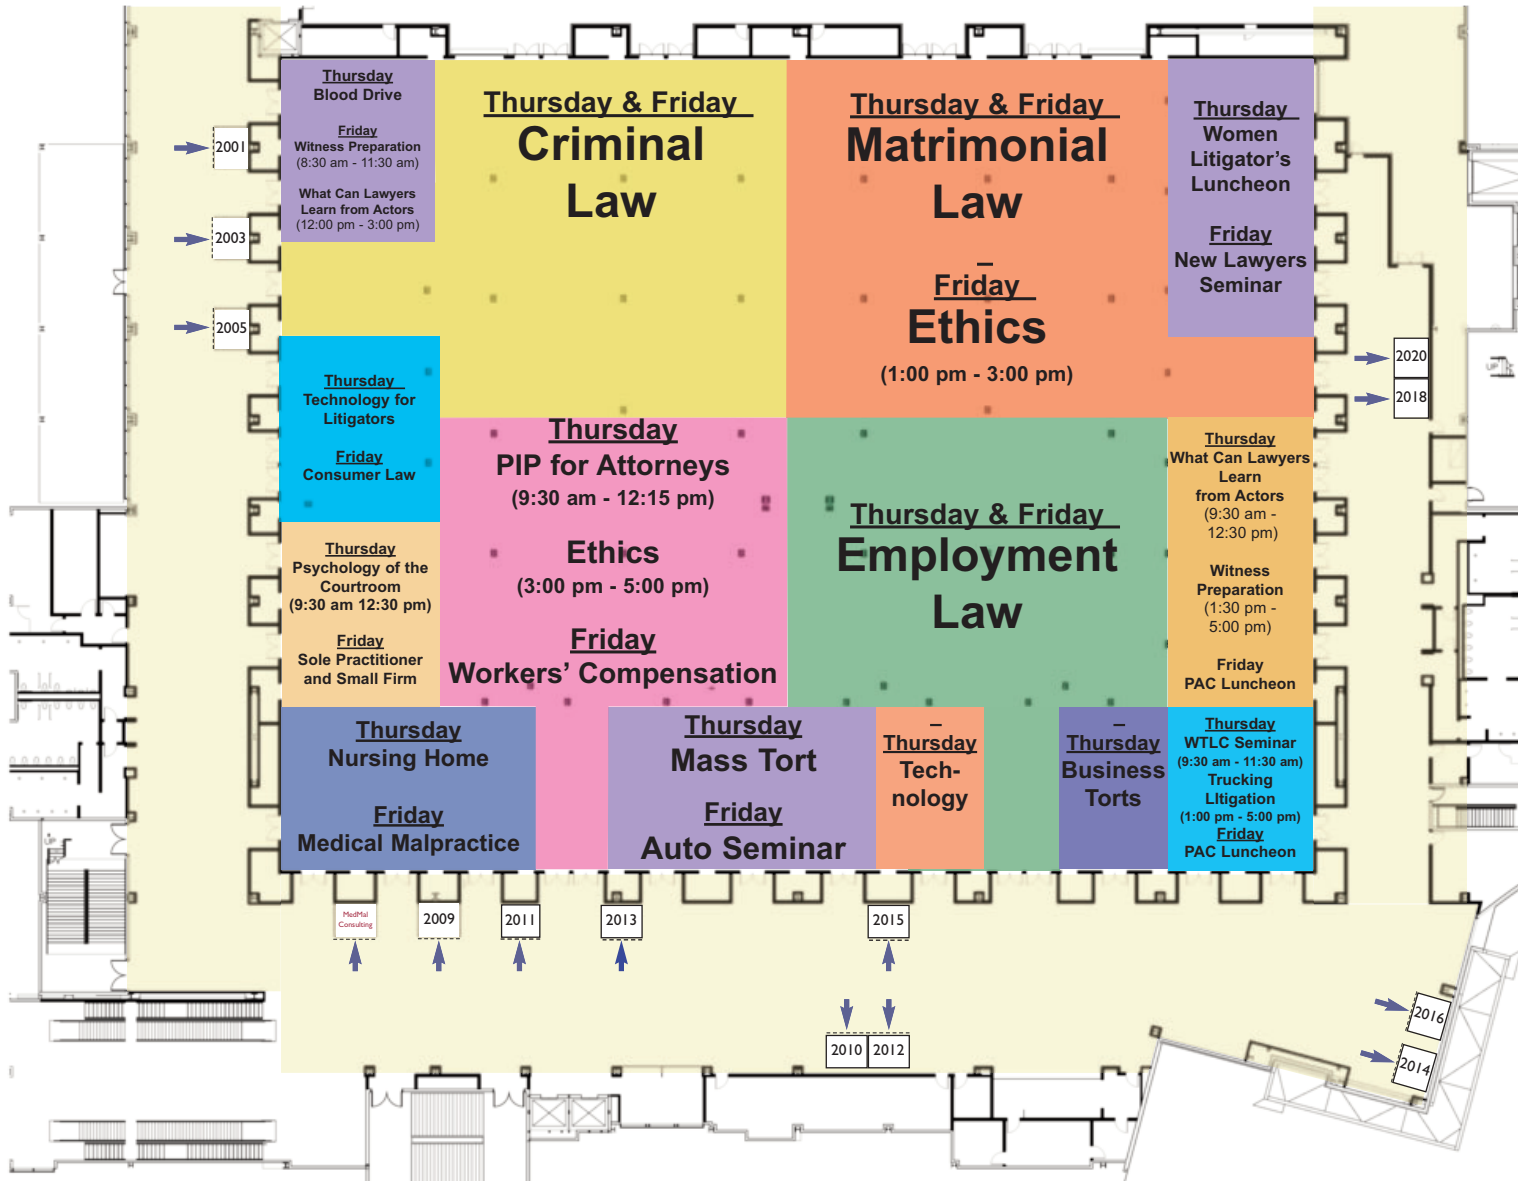 Thursday
Blood Drive
Friday
Witness Preparation
(8:30 am - 11:30 am)
What Can Lawyers
Learn from Actors
(12:00 pm - 3:00 pm)
Thursday & Friday
Criminal
Law
Thursday & Friday
Matrimonial
Law
–
Friday
Ethics
(1:00 pm - 3:00 pm)
Thursday
Women
Litigator’s
Luncheon
Friday
New Lawyers
Seminar
2001
2003
2005
2020
2018
Thursday
Technology for
Litigators
Friday
Consumer Law
Thursday
PIP for Attorneys
(9:30 am - 12:15 pm)
Ethics
(3:00 pm - 5:00 pm)
Friday
Workers’ Compensation
Thursday & Friday
Employment
Law
Thursday
What Can Lawyers
Learn
from Actors
(9:30 am -
12:30 pm)
Witness
Preparation
(1:30 pm -
5:00 pm)
Friday
PAC Luncheon
Thursday
Psychology of the
Courtroom
(9:30 am 12:30 pm)
Friday
Sole Practitioner
and Small Firm
Thursday
Nursing Home
Friday
Medical Malpractice
Thursday
Mass Tort
Friday
Auto Seminar
–
Thursday
Tech-
nology
–
Thursday
Business
Torts
Thursday
WTLC Seminar
(9:30 am - 11:30 am)
Trucking
LItigation
(1:00 pm - 5:00 pm)
Friday
PAC Luncheon
UP
UP
MedMal
Consulting
2009
2011
2013
2015
2010
2012
2016
2014